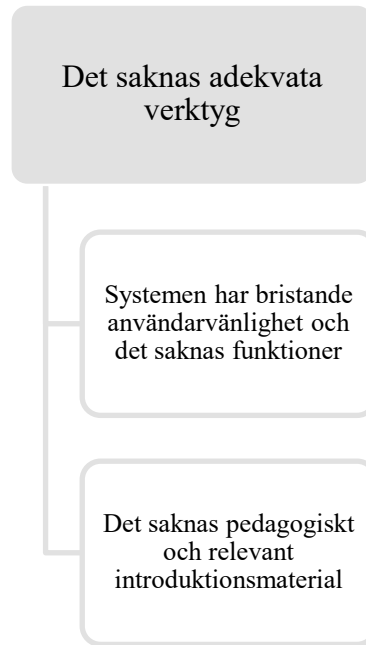 Det saknas adekvata
verktyg
Systemen har bristande
användarvänlighet och
det saknas funktioner
Det saknas pedagogiskt
och relevant
introduktionsmaterial